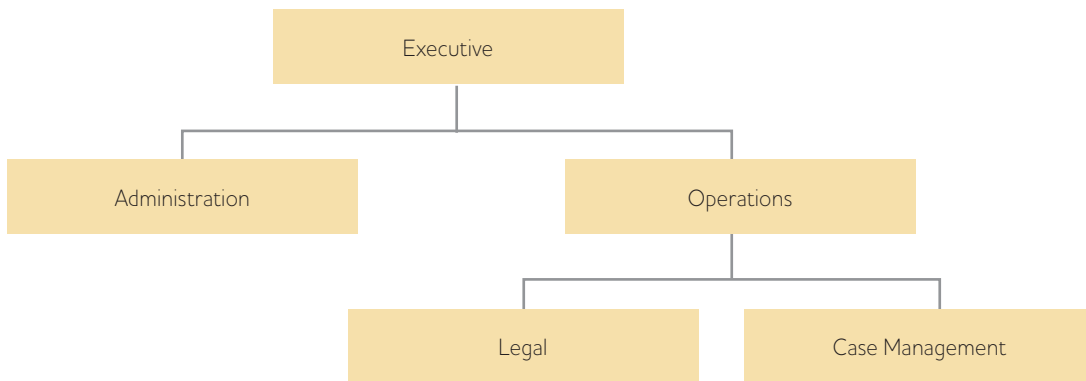 Executive
Administration
Operations
Legal
Case Management